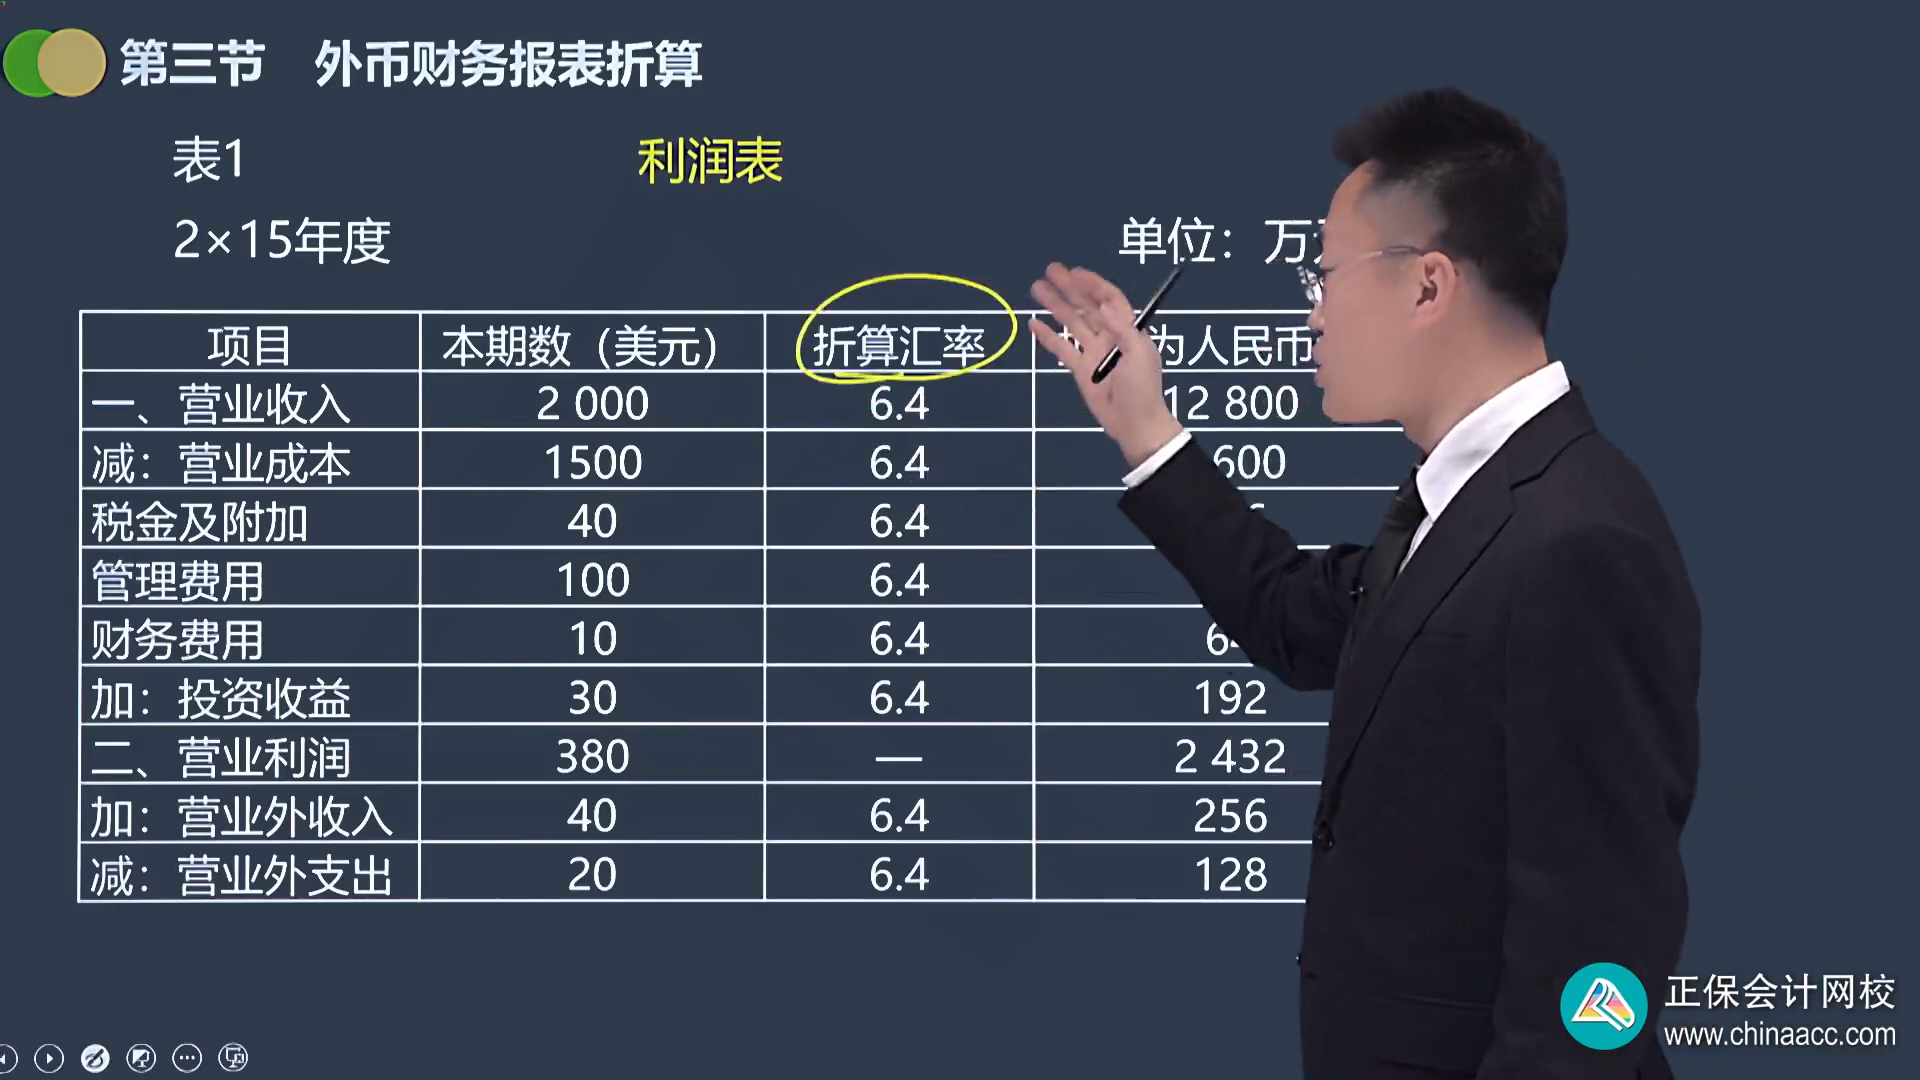 第三节 外币财务报表折算
表1 利润表
2×15年度 单位：万
项目 本期数（美元） 折算汇率 为人民币
一、营业收入 2 000 6.4 12 800
减：营业成本 1500 6.4 600
税金及附加 40 6.4
管理费用 100 6.4
财务费用 10 6.4
加：投资收益 30 6.4 192
二、营业利润 380 — 2 432
加：营业外收入 40 6.4 256
减：营业外支出 20 6.4 128
正保会计网校
www.chinaacc.com